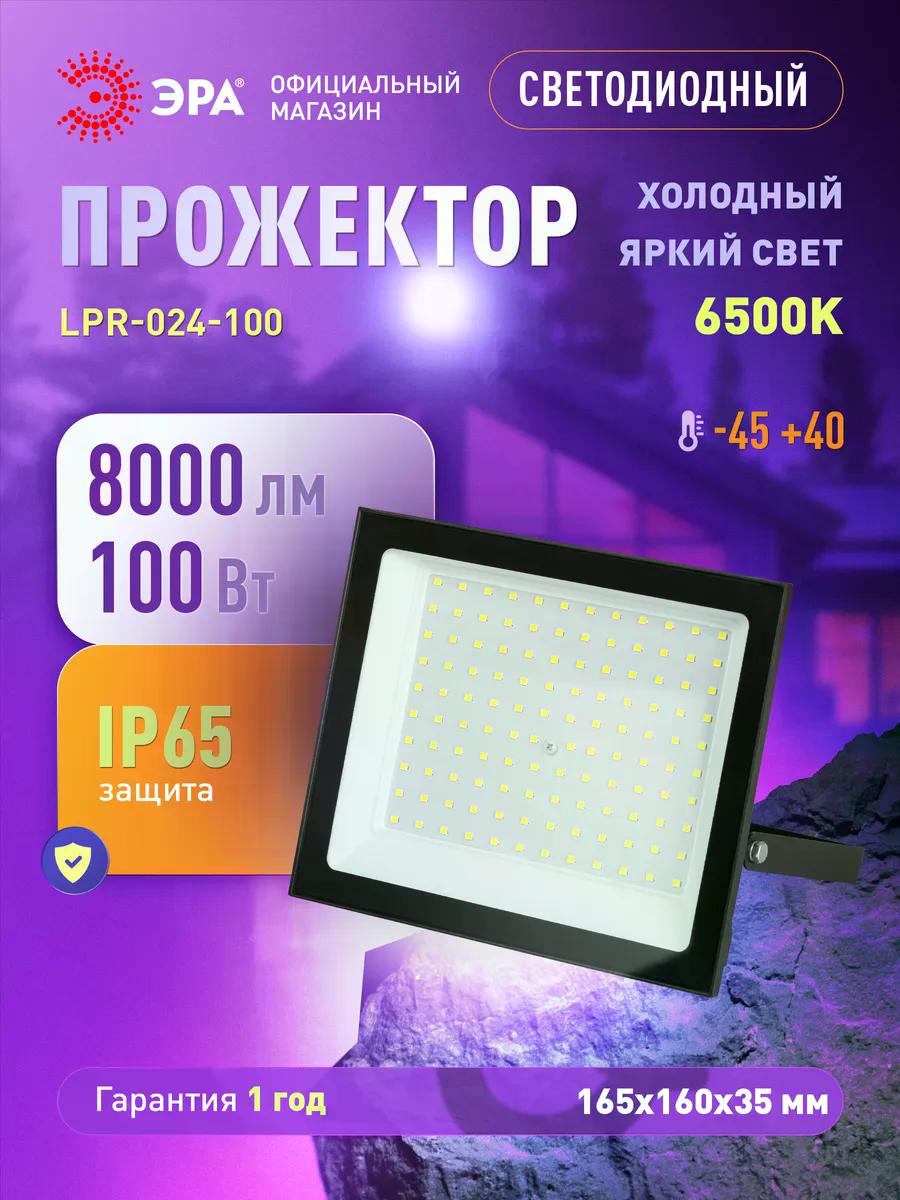 ЭРА®
ОФИЦИАЛЬНЫЙ
МАГАЗИН
СВЕТОДИОДНЫЙ
ПРОЖЕКТОР
LPR-024-100
ХОЛОДНЫЙ
ЯРКИЙ СВЕТ
6500K
-45 +40
8000 лм
100 Вт
IP65
защита
Гарантия 1 год
165x160x35 мм